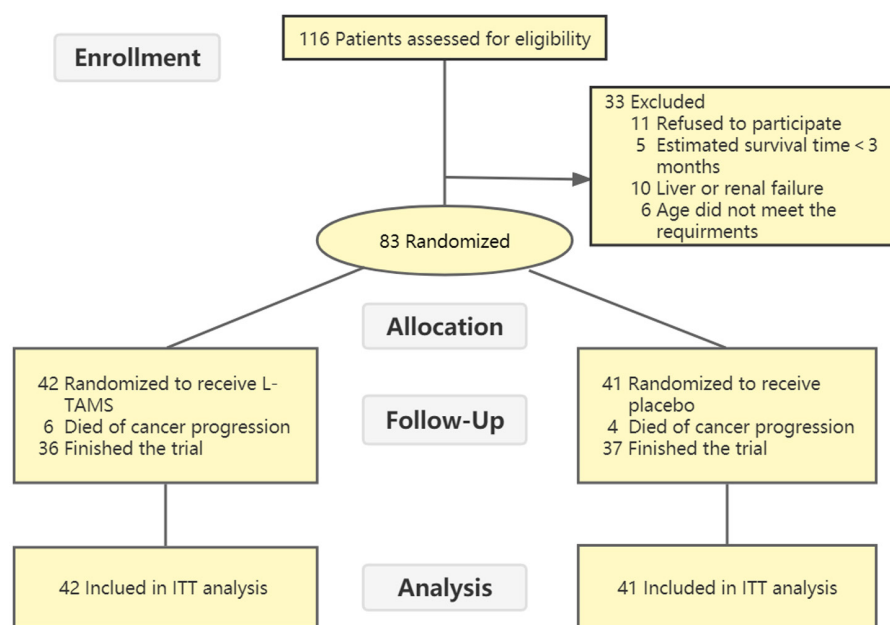 116 Patients assessed for eligibility
Enrollment
33 Excluded
11 Refused to participate
5 Estimated survival time < 3
months
10 Liver or renal failure
6 Age did not meet the
requirments
83 Randomized
Allocation
42 Randomized to receive L-
TAMS
6 Died of cancer progression
36 Finished the trial
41 Randomized to receive
placebo
4 Died of cancer progression
37 Finished the trial
Follow-Up
42 Inclued in ITT analysis
Analysis
41 Included in ITT analysis